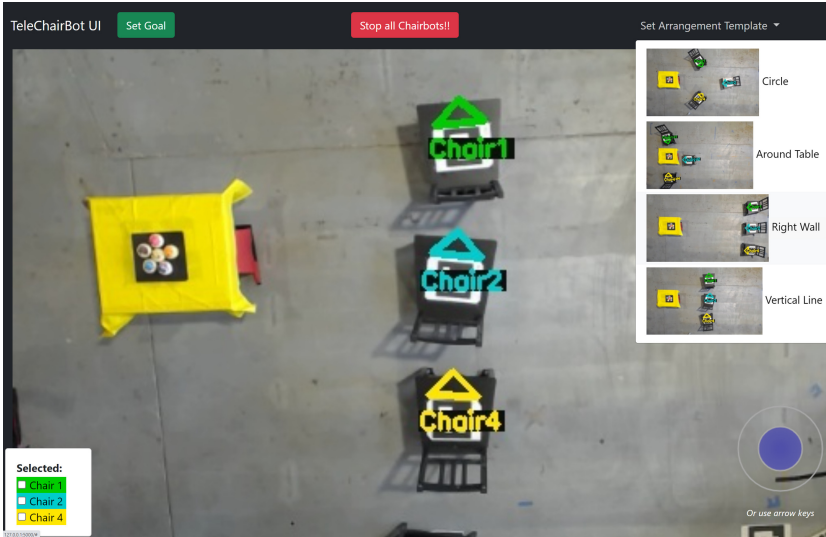 TeleChairBot UI
Set Goal
Stop all Chairbots!!
Set Arrangement Template
Circle
Around Table
Right Wall
Vertical Line
Chair1
Chair2
Chair4
Selected:
Chair 1
Chair 2
Chair 4
Or use arrow keys